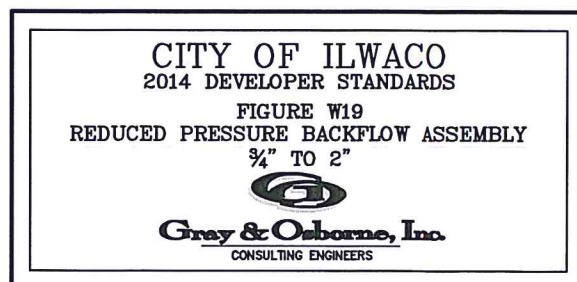 CITY OF ILWACO
2014 DEVELOPER STANDARDS
FIGURE W19
REDUCED PRESSURE BACKFLOW ASSEMBLY
¾" TO 2"
Gray & Osborne, Inc.
CONSULTING ENGINEERS